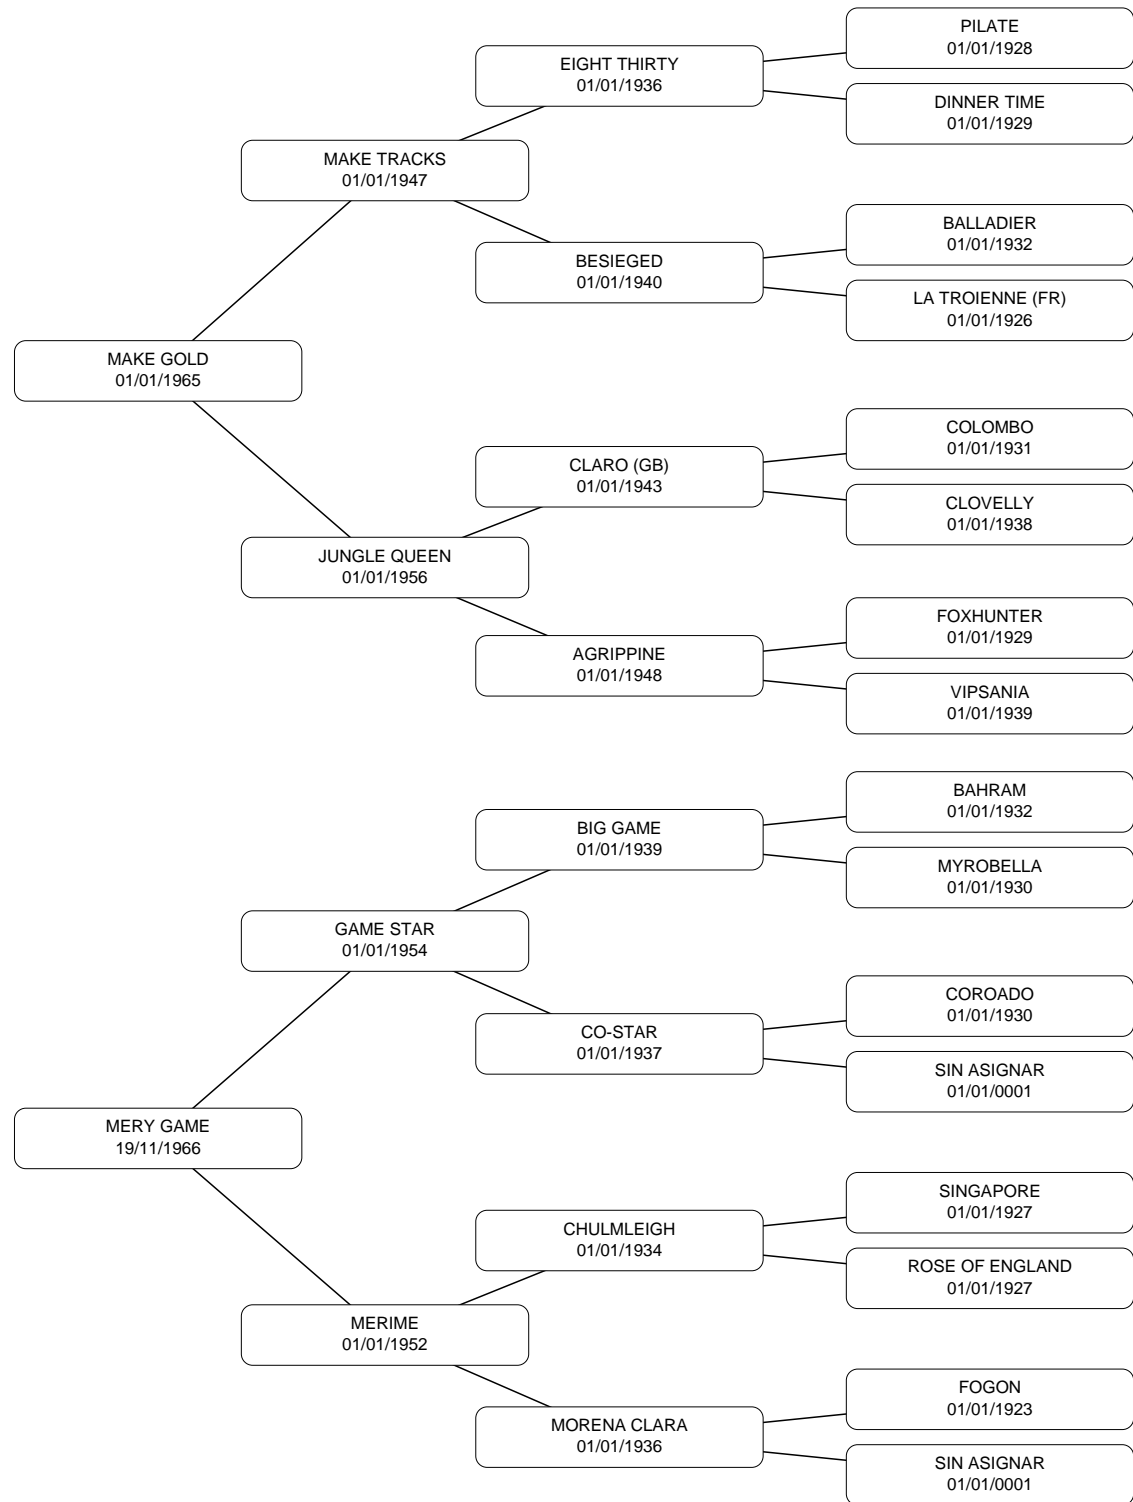 PILATE
01/01/1928
EIGHT THIRTY
01/01/1936
DINNER TIME
01/01/1929
MAKE TRACKS
01/01/1947
BALLADIER
01/01/1932
BESIEGED
01/01/1940
LA TROIENNE (FR)
01/01/1926
MAKE GOLD
01/01/1965
COLOMBO
01/01/1931
CLARO (GB)
01/01/1943
CLOVELLY
01/01/1938
JUNGLE QUEEN
01/01/1956
FOXHUNTER
01/01/1929
AGRIPPINE
01/01/1948
VIPSANIA
01/01/1939
BAHRAM
01/01/1932
BIG GAME
01/01/1939
MYROBELLA
01/01/1930
GAME STAR
01/01/1954
COROADO
01/01/1930
CO-STAR
01/01/1937
SIN ASIGNAR
01/01/0001
MERY GAME
19/11/1966
SINGAPORE
01/01/1927
CHULMLEIGH
01/01/1934
ROSE OF ENGLAND
01/01/1927
MERIME
01/01/1952
FOGON
01/01/1923
MORENA CLARA
01/01/1936
SIN ASIGNAR
01/01/0001